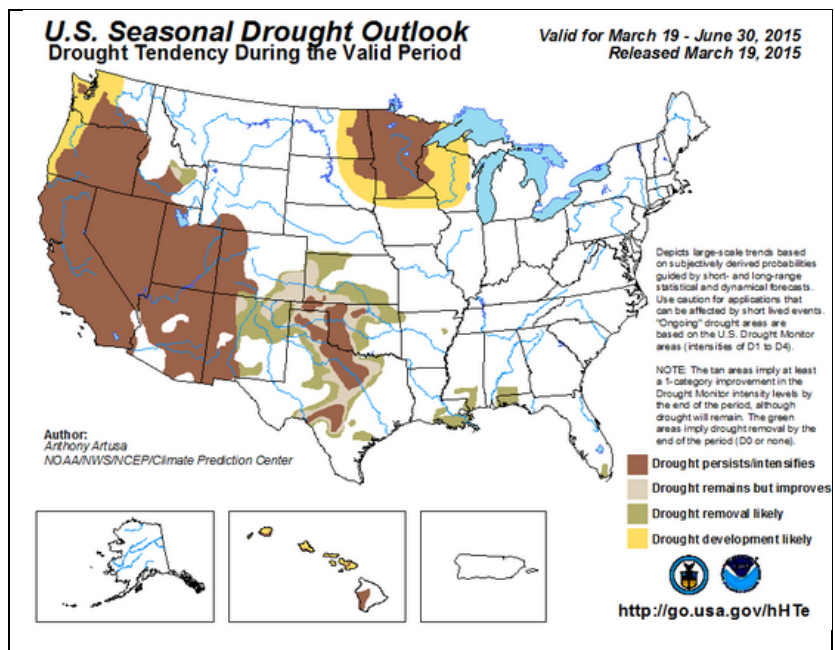 U.S. Seasonal Drought Outlook
Drought Tendency During the Valid Period
Valid for March 19 - June 30, 2015
Released March 19, 2015
Depicts large-scale trends based
on subjectively derived probabilities
guided by short- and long-range
statistical and dynamical forecasts.
Use caution for applications that
can be affected by short lived events.
"Ongoing" drought areas are
based on the U.S. Drought Monitor
areas (intensities of D1 to D4).
NOTE: The tan areas imply at least
a 1-category improvement in the
Drought Monitor intensity levels by
the end of the period, although
drought will remain. The green
areas imply drought removal by the
end of the period (D0 or none).
Author:
Anthony Artusa
NOAA/NWS/NCEP/Climate Prediction Center
Drought persists/intensifies
Drought remains but improves
Drought removal likely
Drought development likely
http://go.usa.gov/hHTe